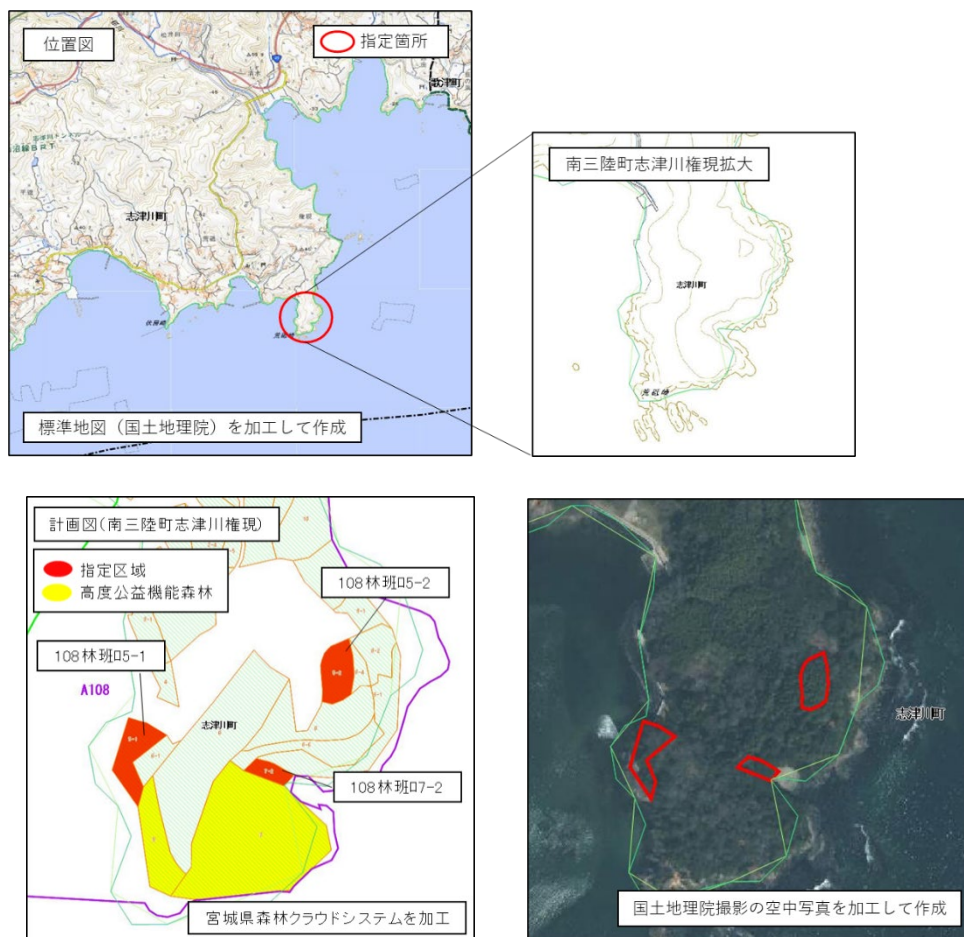 位置図
指定箇所
歌津町
志津川町
荒砥崎
標準地図（国土地理院）を加工して作成
南三陸町志津川権現拡大
志津川町
荒砥崎
計画図(南三陸町志津川権現)
指定区域
高度公益機能森林
108林班ロ5-2
108林班ロ5-1
A108
志津川町
108林班ロ7-2
宮城県森林クラウドシステムを加工
志津川町
国土地理院撮影の空中写真を加工して作成